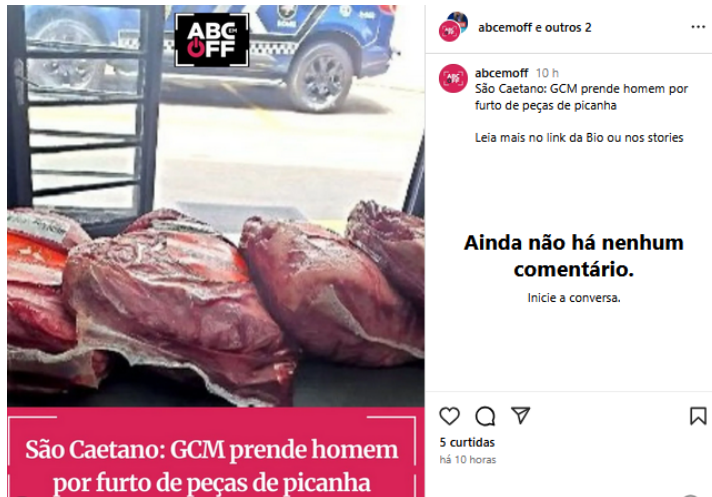 ABC EM
OFF
São Caetano: GCM prende homem
por furto de peças de picanha
abcemoff e outros 2
abcemoff 10 h
São Caetano: GCM prende homem por
furto de peças de picanha
Leia mais no link da Bio ou nos stories
Ainda não há nenhum
comentário.
Inicie a conversa.
5 curtidas
há 10 horas